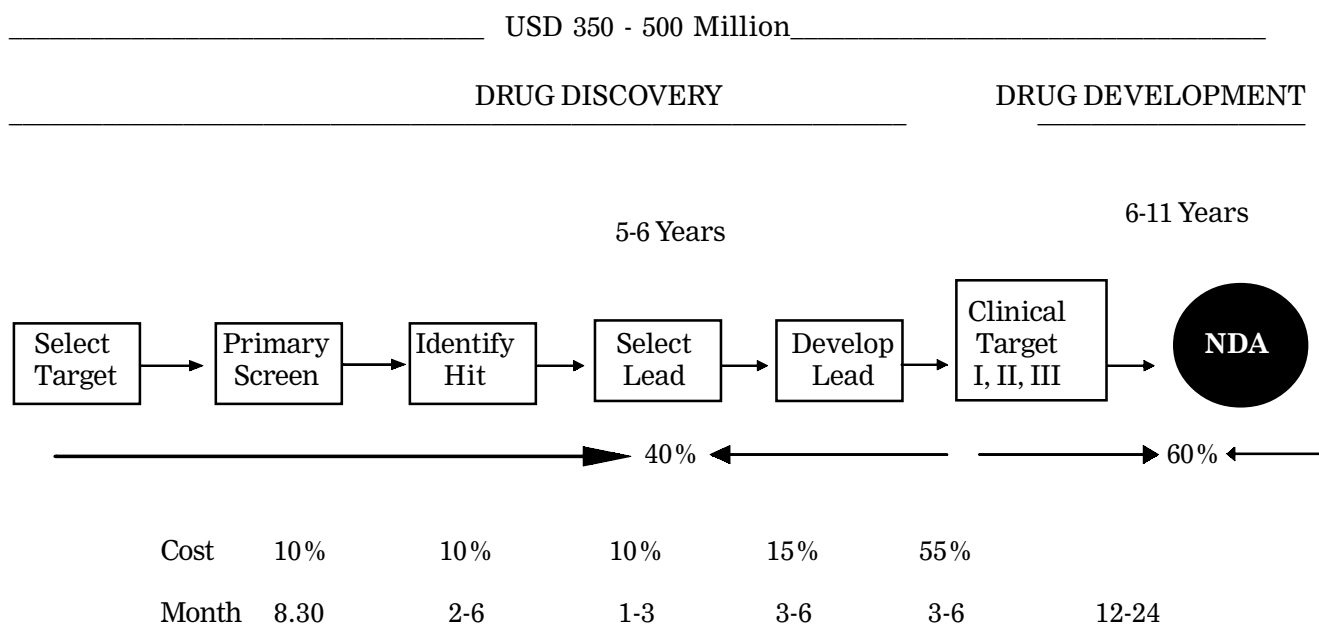 USD 350 - 500 Million
DRUG DISCOVERY DRUG DEVELOPMENT
6-11 Years
5-6 Years
Select Target
Primary Screen
Identify Hit
Select Lead
Develop Lead
Clinical Target I, II, III
NDA
40% 60%
Cost 10% 10% 10% 15% 55%
Month 8.30 2-6 1-3 3-6 3-6 12-24